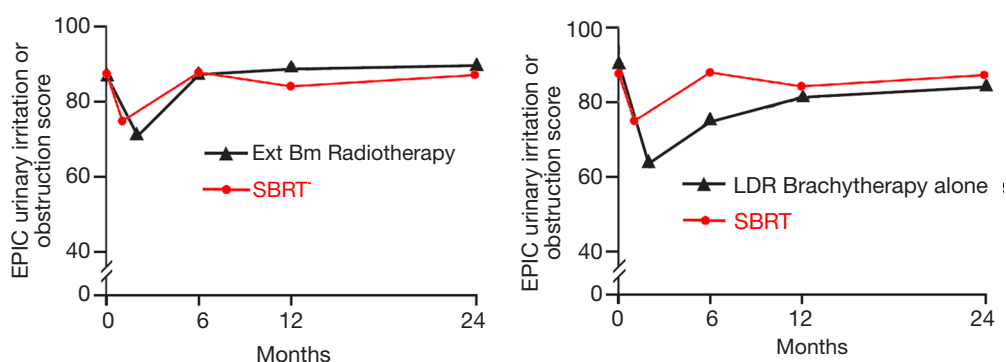 EPIC urinary irritation or
obstruction score
100
80
60
40
0
Ext Bm Radiotherapy
SBRT
0
6
12
24
Months
EPIC urinary irritation or
obstruction score
100
80
60
40
0
LDR Brachytherapy alone
SBRT
0
6
12
24
Months